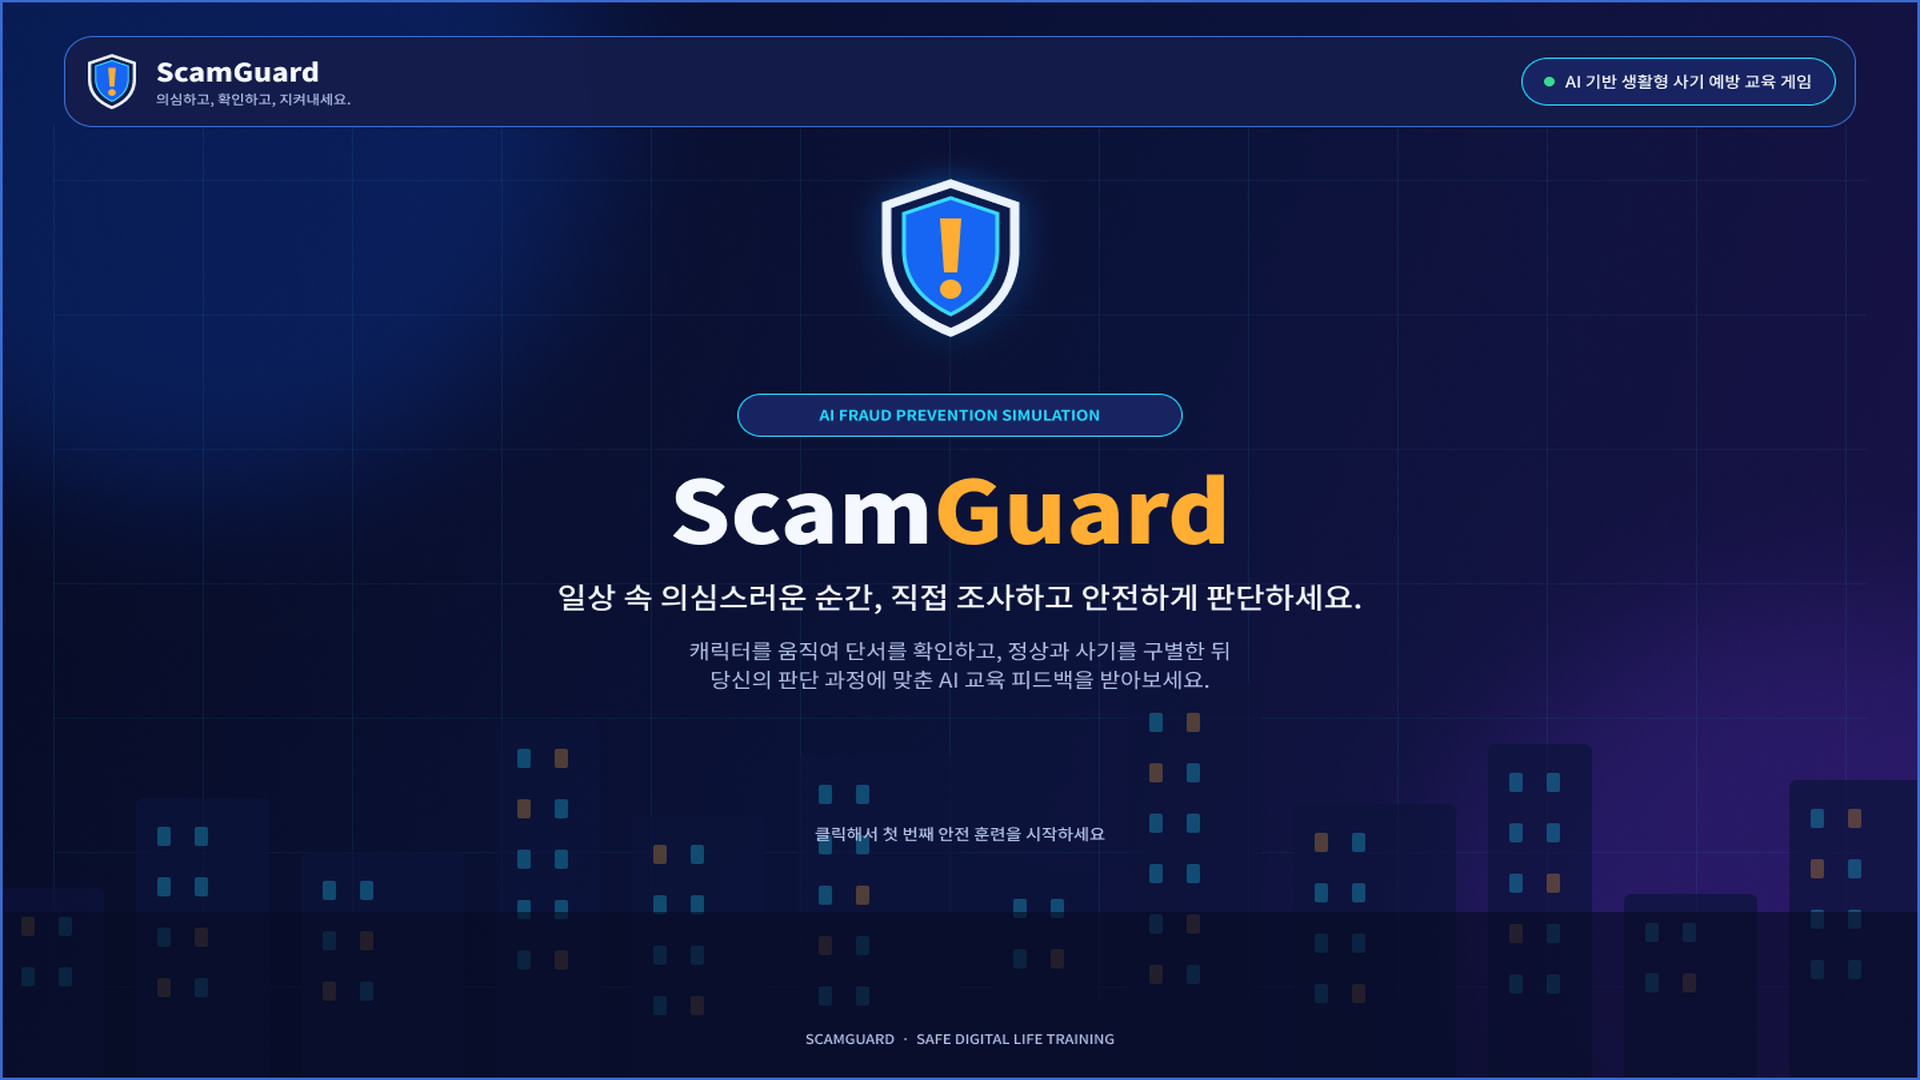 ScamGuard
의심하고, 확인하고, 지켜내세요.
AI 기반 생활형 사기 예방 교육 게임
AI FRAUD PREVENTION SIMULATION
ScamGuard
일상 속 의심스러운 순간, 직접 조사하고 안전하게 판단하세요.
캐릭터를 움직여 단서를 확인하고, 정상과 사기를 구별한 뒤
당신의 판단 과정에 맞춘 AI 교육 피드백을 받아보세요.
클릭해서 첫 번째 안전 훈련을 시작하세요
SCAMGUARD · SAFE DIGITAL LIFE TRAINING